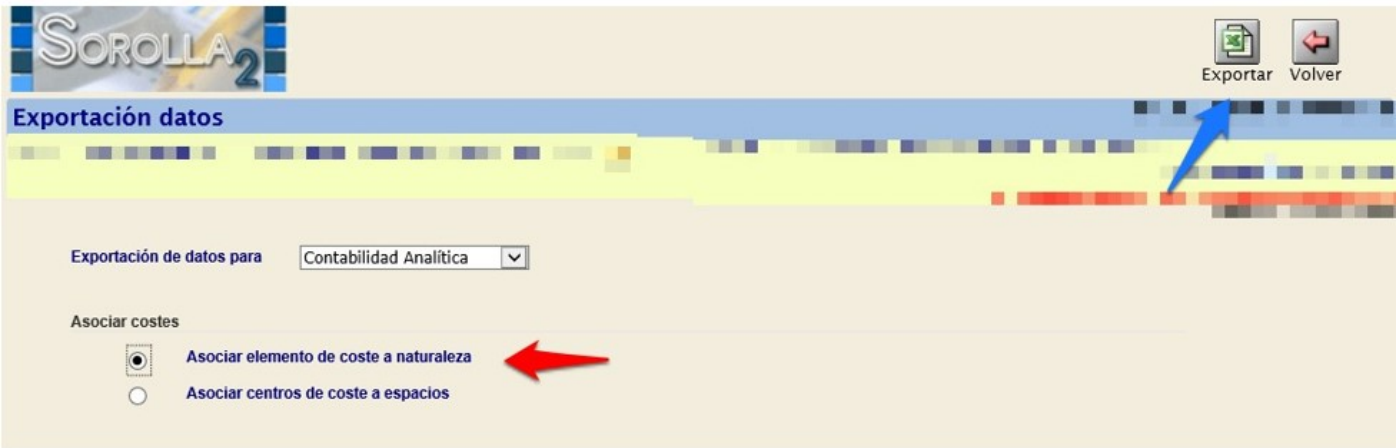 SOROLLA2
Exportar Volver
Exportación datos
Exportación de datos para Contabilidad Analítica
Asociar costes
Asociar elemento de coste a naturaleza
Asociar centros de coste a espacios